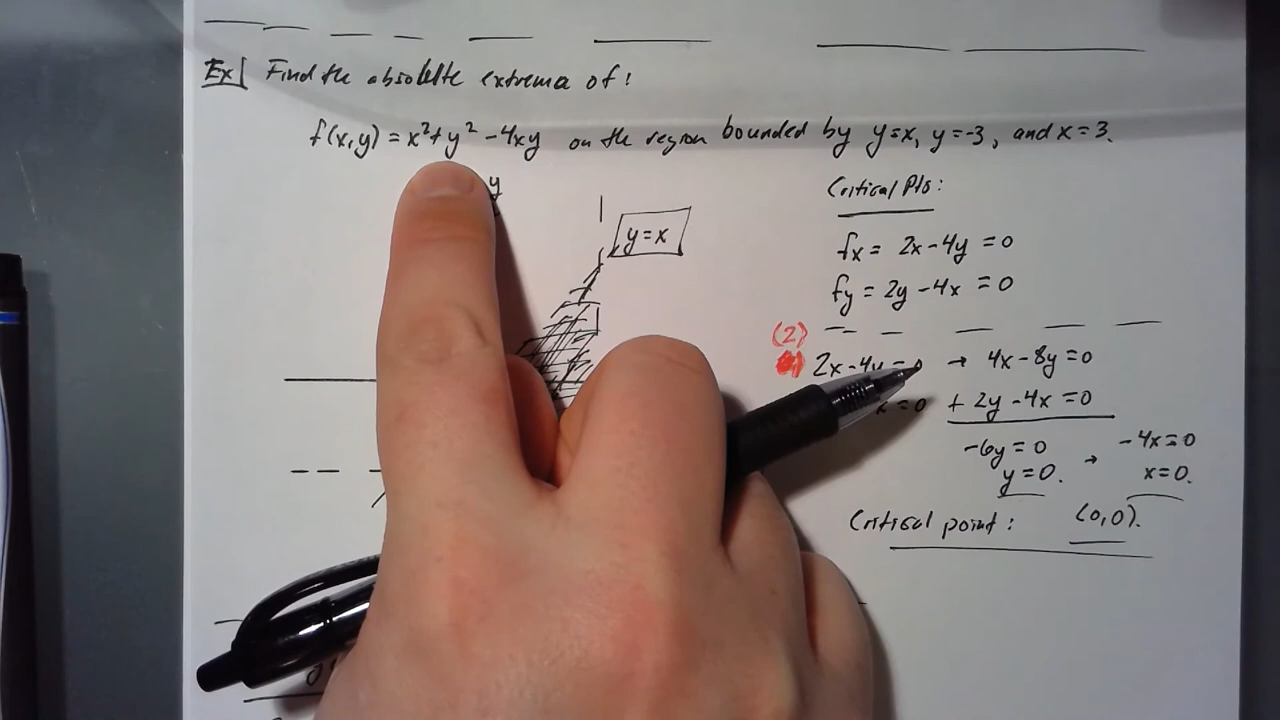 Ex| Find the absolute extrema of:
f(x,y) = x² + y² - 4xy on the region bounded by y=x, y=-3, and x=3.
y
y=x
Critical Pts:
fx = 2x-4y = 0
fy = 2y-4x = 0
(2)
2x-4y=0 → 4x-8y=0
x=0 + 2y-4x=0
-6y=0 → -4x=0
y=0. x=0.
Critical point: (0,0).